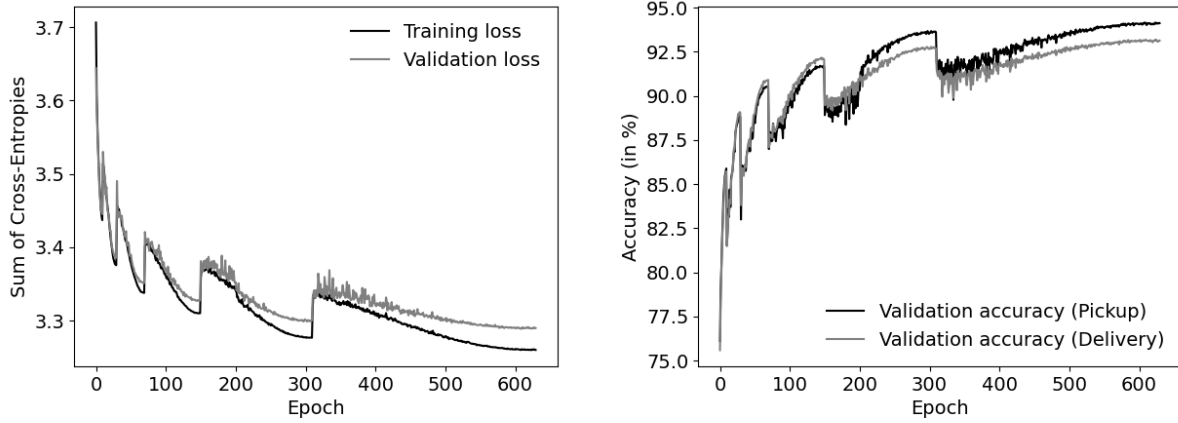 Sum of Cross-Entropies
3.7
3.6
3.5
3.4
3.3
Training loss
Validation loss
0 100 200 300 400 500 600
Epoch
Accuracy (in %)
95.0
92.5
90.0
87.5
85.0
82.5
80.0
77.5
75.0
Validation accuracy (Pickup)
Validation accuracy (Delivery)
0 100 200 300 400 500 600
Epoch